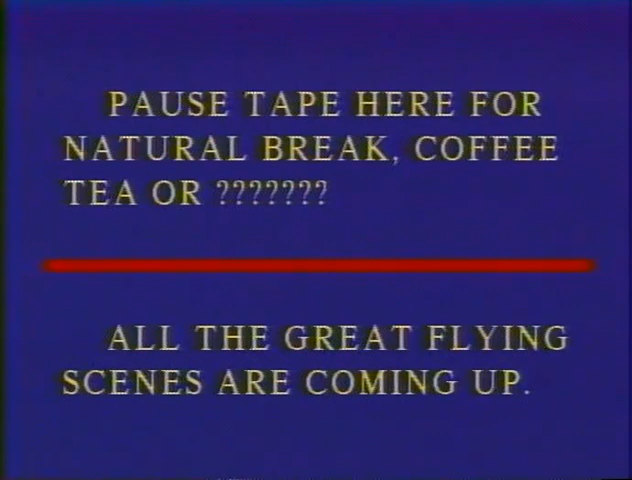 PAUSE TAPE HERE FOR
NATURAL BREAK, COFFEE
TEA OR ???????
ALL THE GREAT FLYING
SCENES ARE COMING UP.